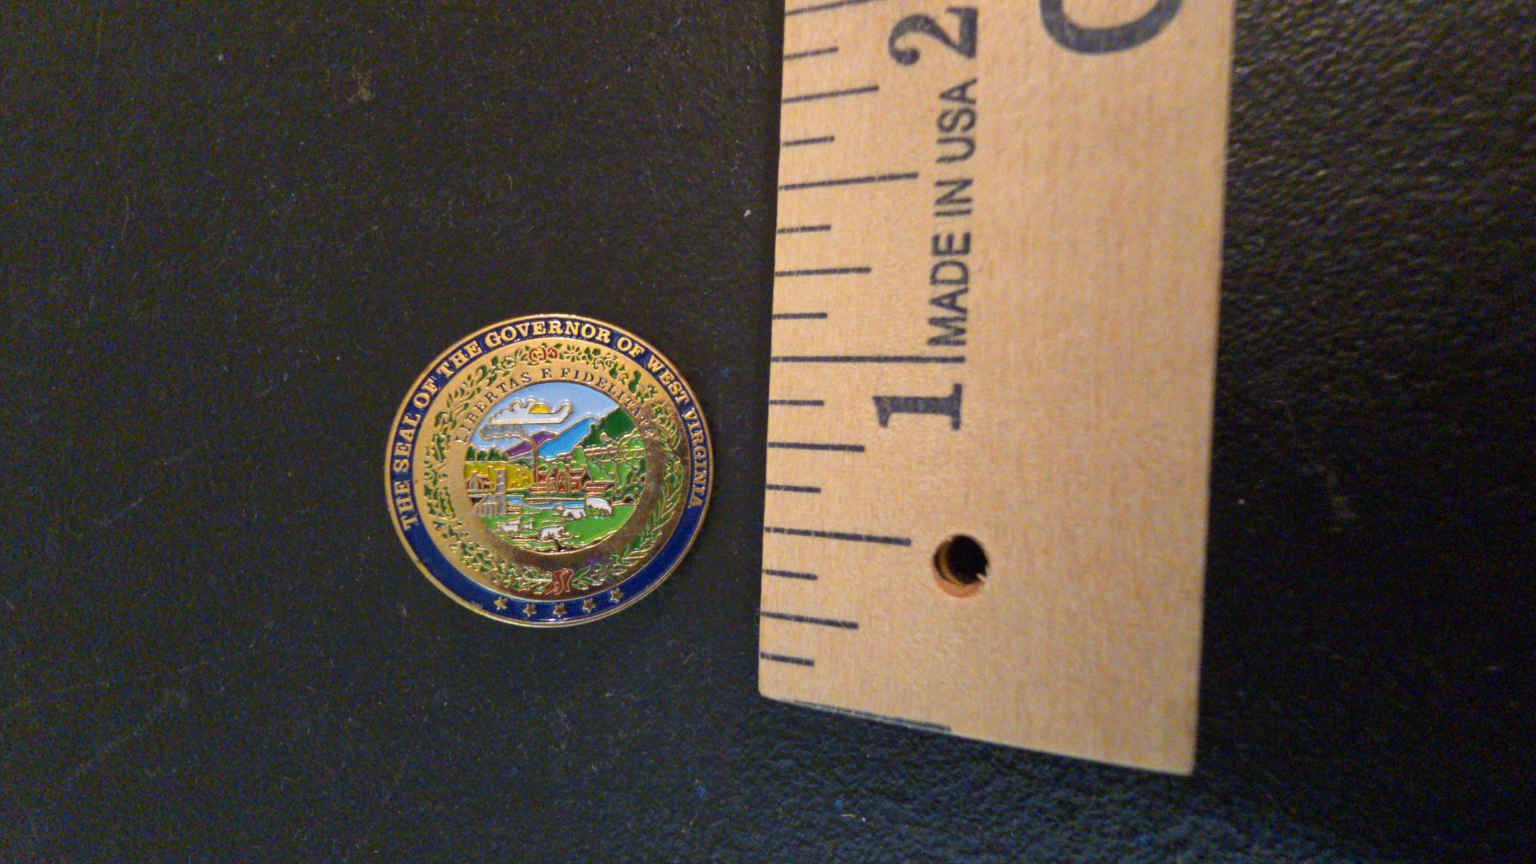 THE SEAL OF THE GOVERNOR OF WEST VIRGINIA
LIBERTAS E FIDELITATE
1 MADE IN USA 2